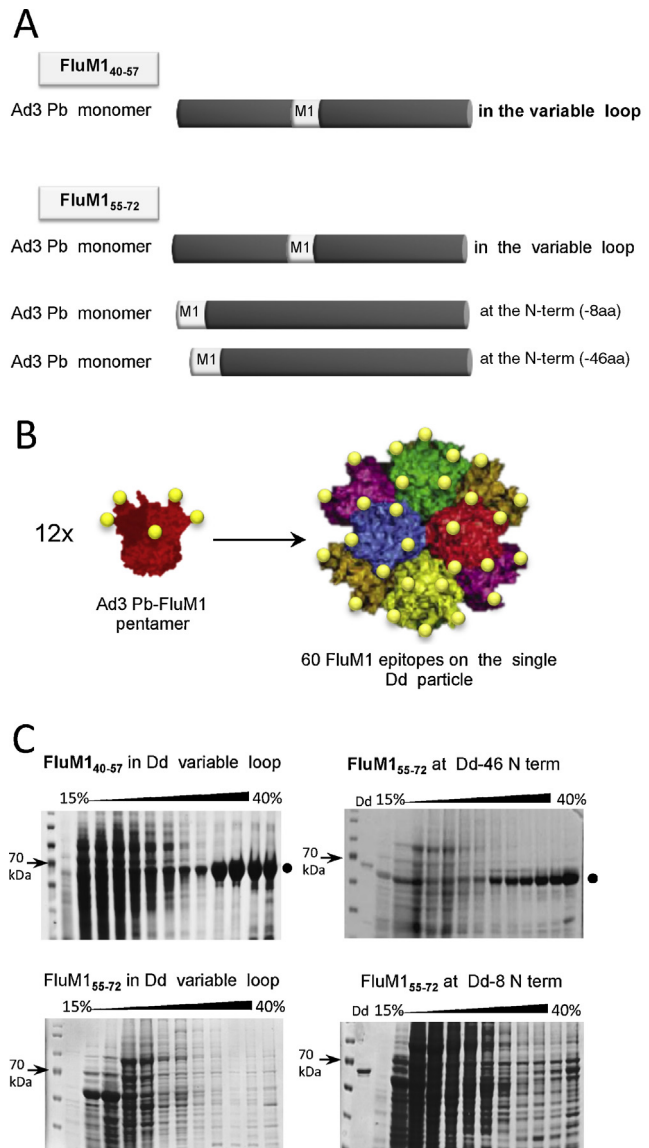 A
FluM1 40-57
Ad3 Pb monomer M1 in the variable loop
FluM1 55-72
Ad3 Pb monomer M1 in the variable loop
Ad3 Pb monomer M1 at the N-term (-8aa)
Ad3 Pb monomer M1 at the N-term (-46aa)
B
12x
Ad3 Pb-FluM1
pentamer
60 FluM1 epitopes on the single
Dd particle
C
FluM1 40-57 in Dd variable loop
15% 40%
70
kDa
FluM1 55-72 at Dd-46 N term
Dd 15% 40%
70
kDa
FluM1 55-72 in Dd variable loop
15% 40%
70
kDa
FluM1 55-72 at Dd-8 N term
Dd 15% 40%
70
kDa